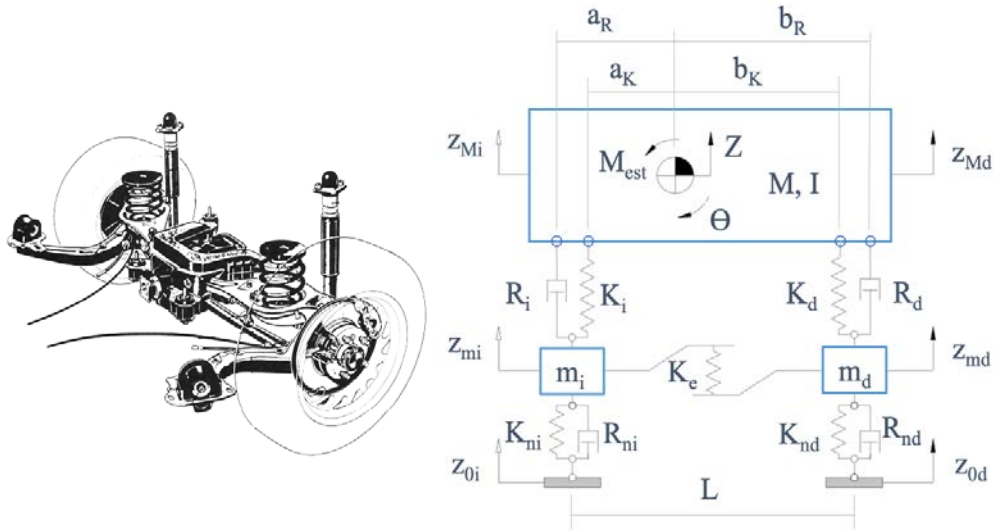 a_R b_R
a_K b_K
z_Mi M_est Z z_Md
M, I
Θ
R_i K_i K_d R_d
z_mi m_i K_e m_d z_md
K_ni R_ni K_nd R_nd
z_0i z_0d
L